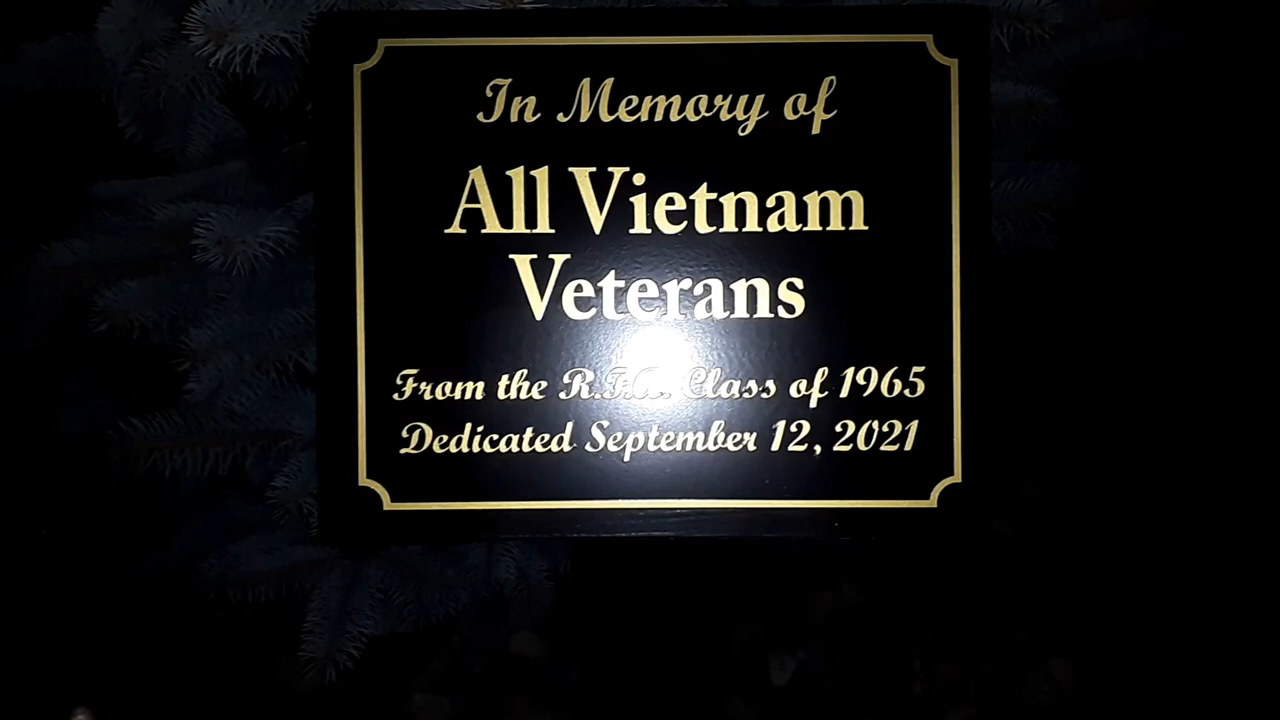 In Memory of
All Vietnam
Veterans
From the Class of 1965
Dedicated September 12, 2021